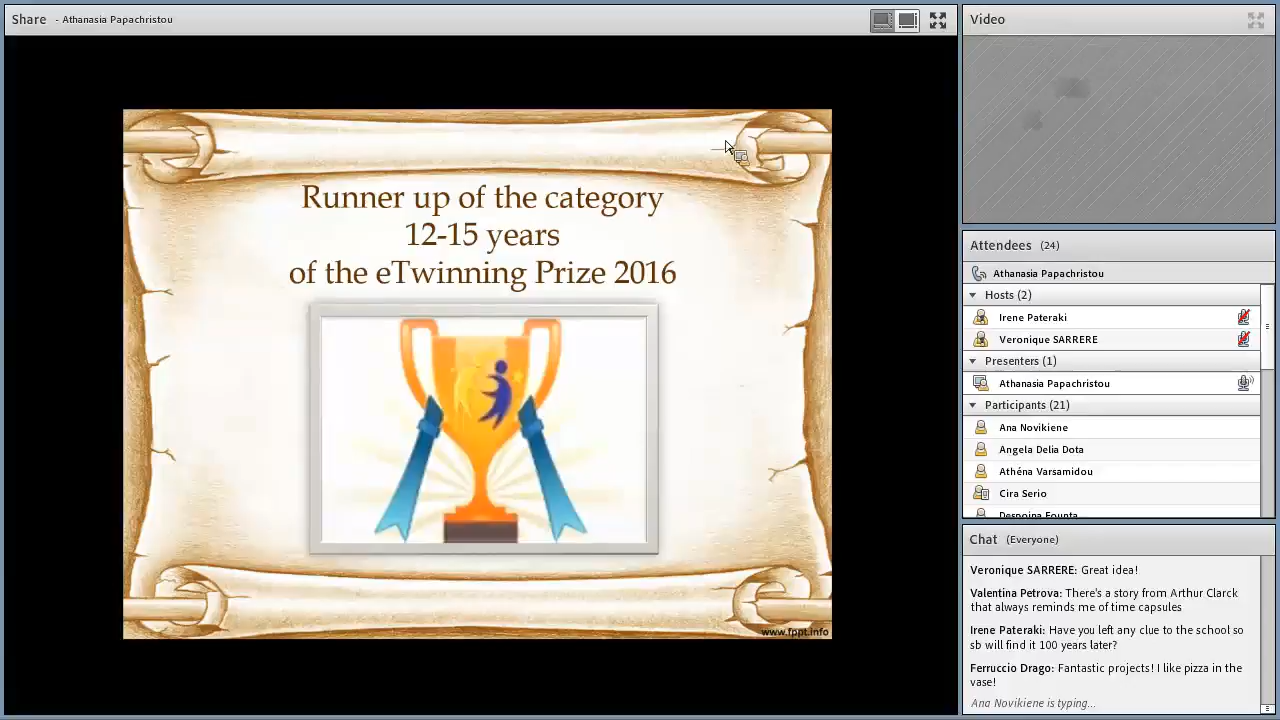 Share - Athanasia Papachristou
Runner up of the category
12-15 years
of the eTwinning Prize 2016
www.fppt.info
Video
Attendees (24)
Athanasia Papachristou
Hosts (2)
Irene Pateraki
Veronique SARRERE
Presenters (1)
Athanasia Papachristou
Participants (21)
Ana Novikiene
Angela Delia Dota
Athéna Varsamidou
Cira Serio
Despoina Founta
Chat (Everyone)
Veronique SARRERE: Great idea!
Valentina Petrova: There's a story from Arthur Clarck
that always reminds me of time capsules
Irene Pateraki: Have you left any clue to the school so
sb will find it 100 years later?
Ferruccio Drago: Fantastic projects! I like pizza in the
vase!
Ana Novikiene is typing...